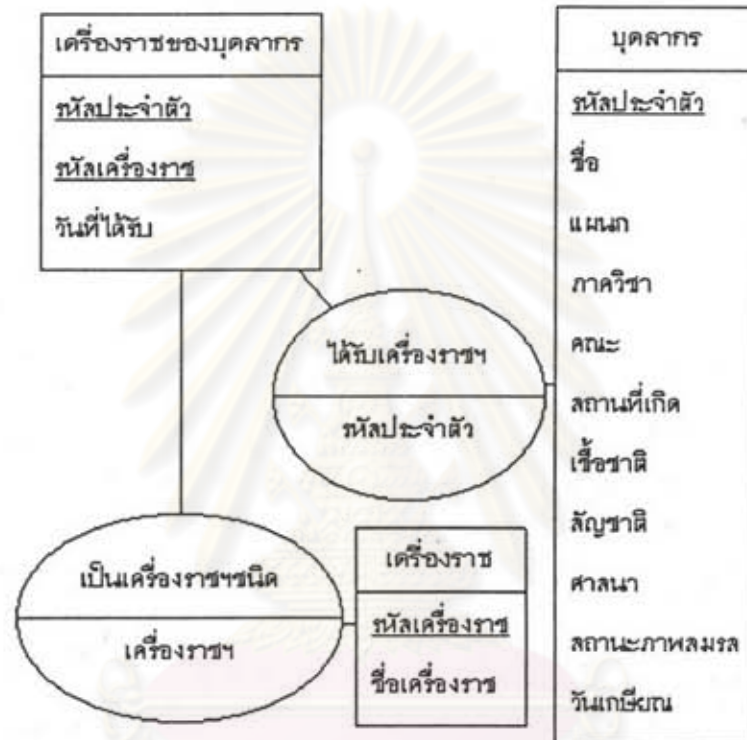 เครื่องราชของบุคลากร
รหัสประจำตัว
รหัสเครื่องราช
วันที่ได้รับ
บุคลากร
รหัสประจำตัว
ชื่อ
แผนก
ภาควิชา
คณะ
สถานที่เกิด
เชื้อชาติ
สัญชาติ
ศาสนา
สถานะภาพสมรส
วันเกษียณ
ได้รับเครื่องราชฯ
รหัสประจำตัว
เป็นเครื่องราชฯชนิด
เครื่องราชฯ
เครื่องราช
รหัสเครื่องราช
ชื่อเครื่องราช